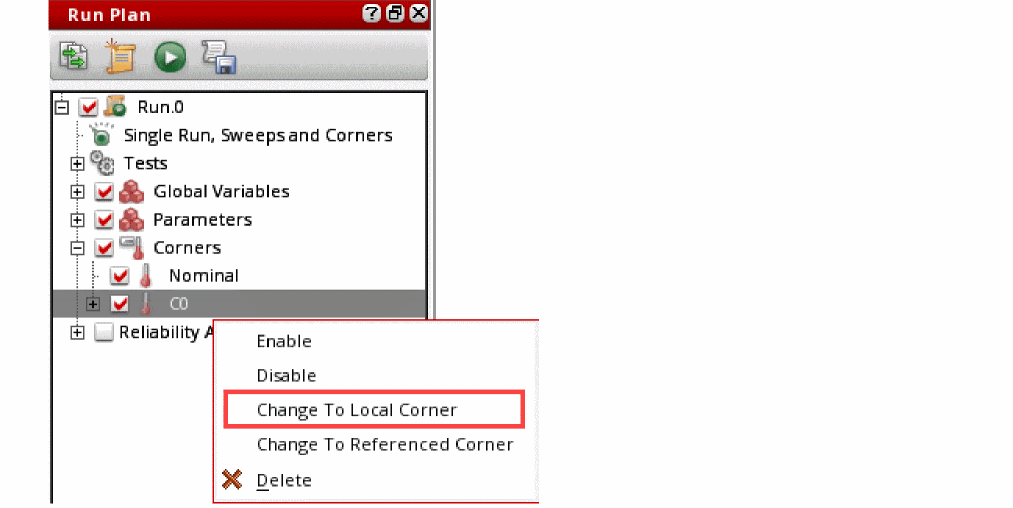 Run Plan
Run.0
Single Run, Sweeps and Corners
Tests
Global Variables
Parameters
Corners
Nominal
C0
Reliability A
Enable
Disable
Change To Local Corner
Change To Referenced Corner
Delete